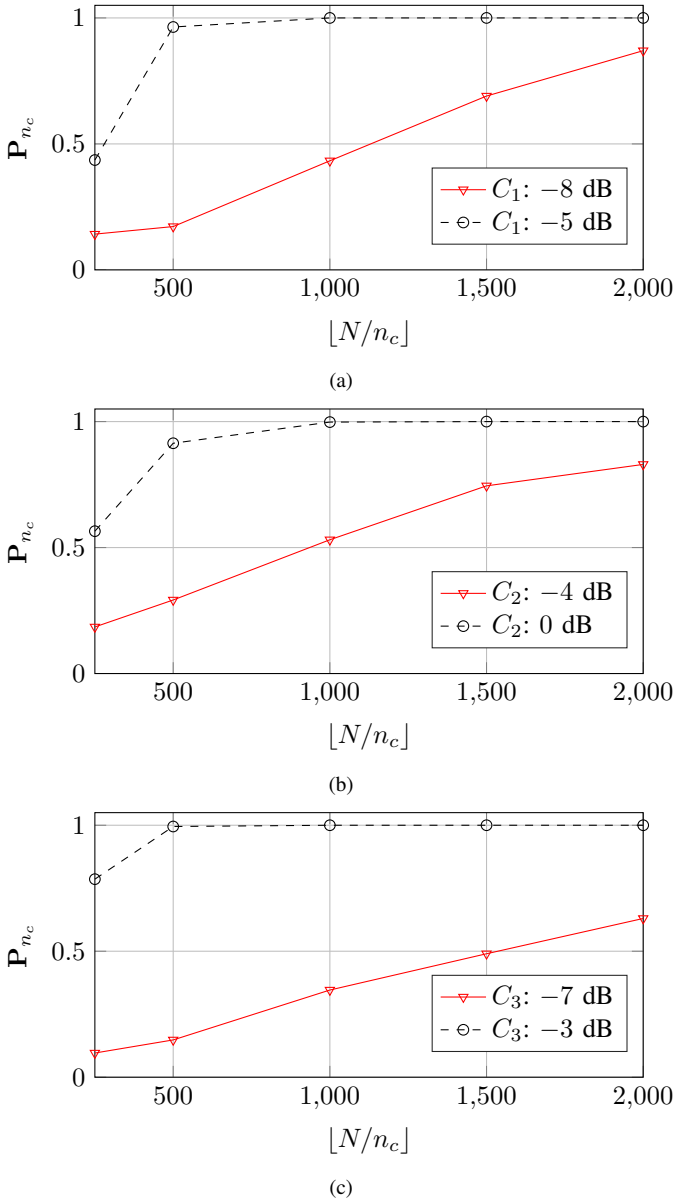 1
0.5
0
P_{n_c}
C_1: −8 dB
C_1: −5 dB
500 1,000 1,500 2,000
⌊N/n_c⌋
(a)
1
0.5
0
P_{n_c}
C_2: −4 dB
C_2: 0 dB
500 1,000 1,500 2,000
⌊N/n_c⌋
(b)
1
0.5
0
P_{n_c}
C_3: −7 dB
C_3: −3 dB
500 1,000 1,500 2,000
⌊N/n_c⌋
(c)